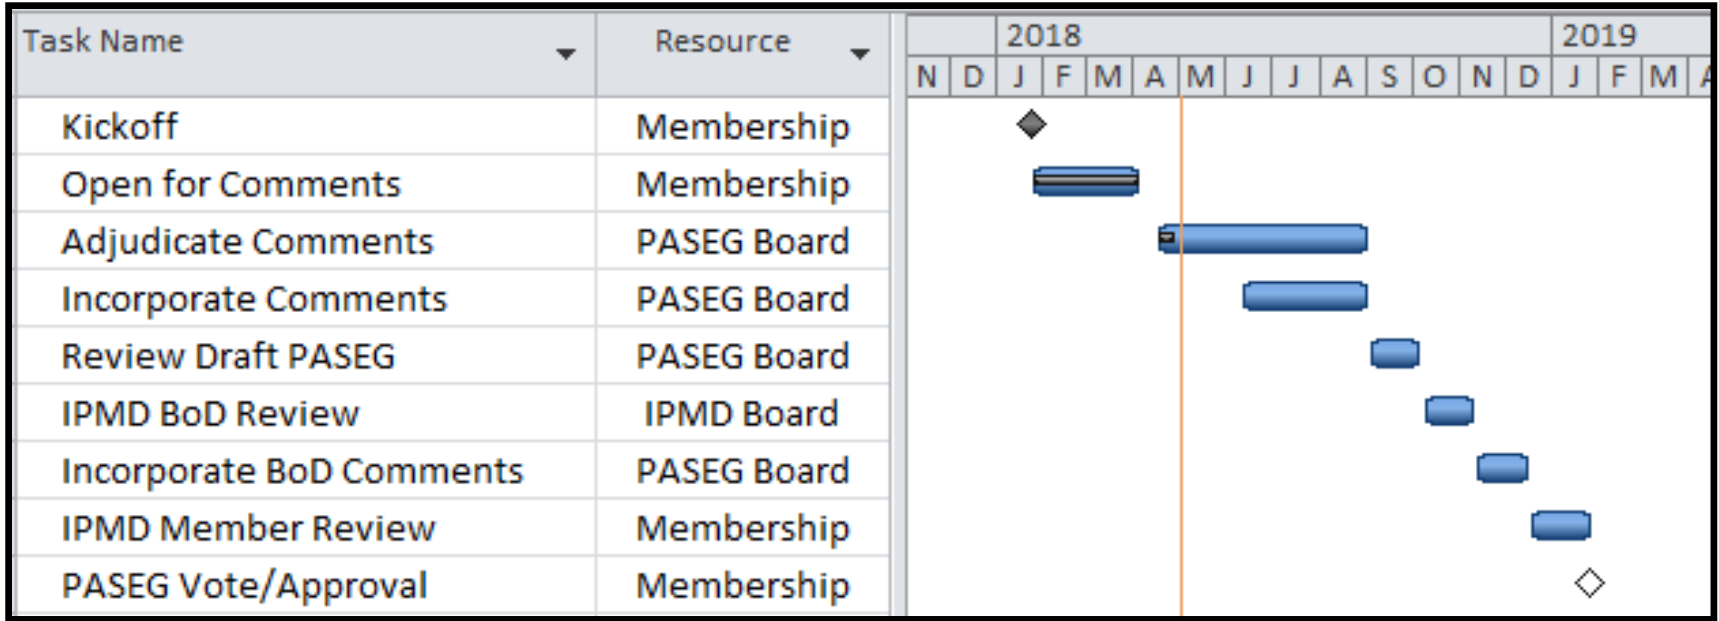 Task Name Resource 2018 2019
N D J F M A M J J A S O N D J F M A
Kickoff Membership
Open for Comments Membership
Adjudicate Comments PASEG Board
Incorporate Comments PASEG Board
Review Draft PASEG PASEG Board
IPMD BoD Review IPMD Board
Incorporate BoD Comments PASEG Board
IPMD Member Review Membership
PASEG Vote/Approval Membership